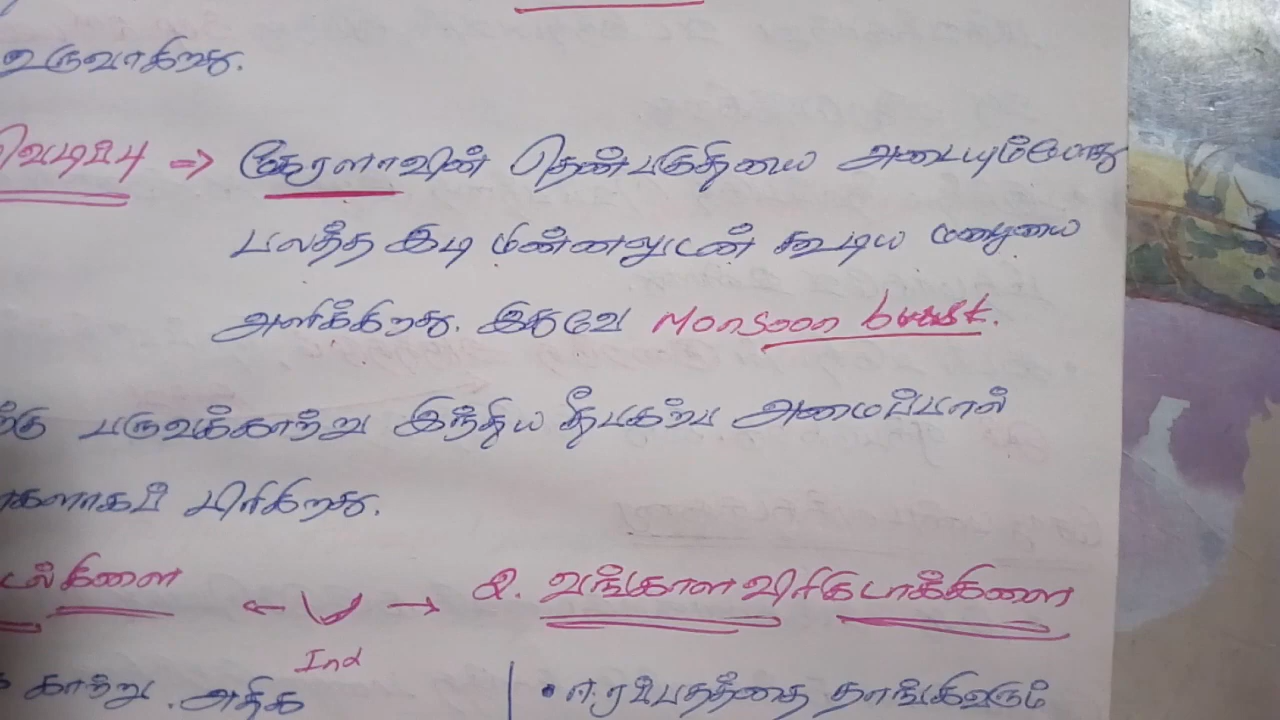 உருவாகிறது.
வெடிப்பு => கேரளாவின் தென்பகுதியை அடையும்போது
பலத்த இடி மின்னலுடன் கூடிய மழையை
அளிக்கிறது. இதுவே Monsoon burst.
பருவக்காற்று இந்திய தீபகற்ப அமைப்பால்
களாகப் பிரிகிறது.
டல்கிளை ← → 2. வங்காள விரிகுடாக்கிளை
Ind
காற்று. அதிக | • ஈரப்பதத்தை தாங்கிவரும்